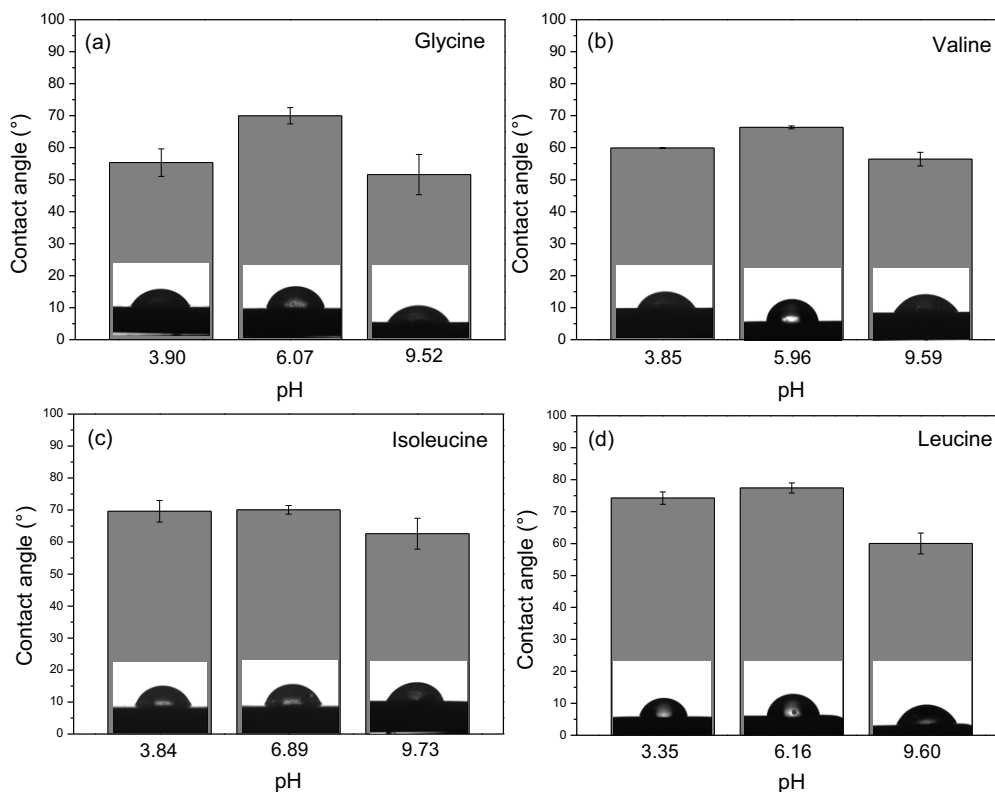 (a) Glycine
Contact angle (°)
100
90
80
70
60
50
40
30
20
10
0
3.90 6.07 9.52
pH
(b) Valine
Contact angle (°)
100
90
80
70
60
50
40
30
20
10
0
3.85 5.96 9.59
pH
(c) Isoleucine
Contact angle (°)
100
90
80
70
60
50
40
30
20
10
0
3.84 6.89 9.73
pH
(d) Leucine
Contact angle (°)
100
90
80
70
60
50
40
30
20
10
0
3.35 6.16 9.60
pH